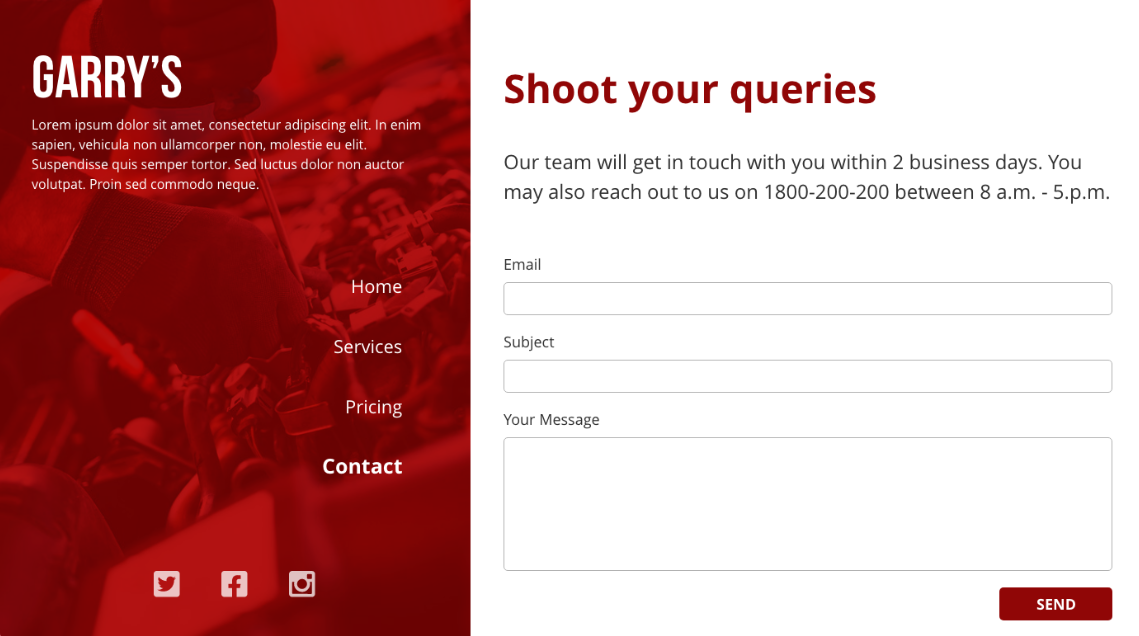 GARRY'S
Lorem ipsum dolor sit amet, consectetur adipiscing elit. In enim
sapien, vehicula non ullamcorper non, molestie eu elit.
Suspendisse quis semper tortor. Sed luctus dolor non auctor
volutpat. Proin sed commodo neque.
Home
Services
Pricing
Contact
Shoot your queries
Our team will get in touch with you within 2 business days. You
may also reach out to us on 1800-200-200 between 8 a.m. - 5.p.m.
Email
Subject
Your Message
SEND